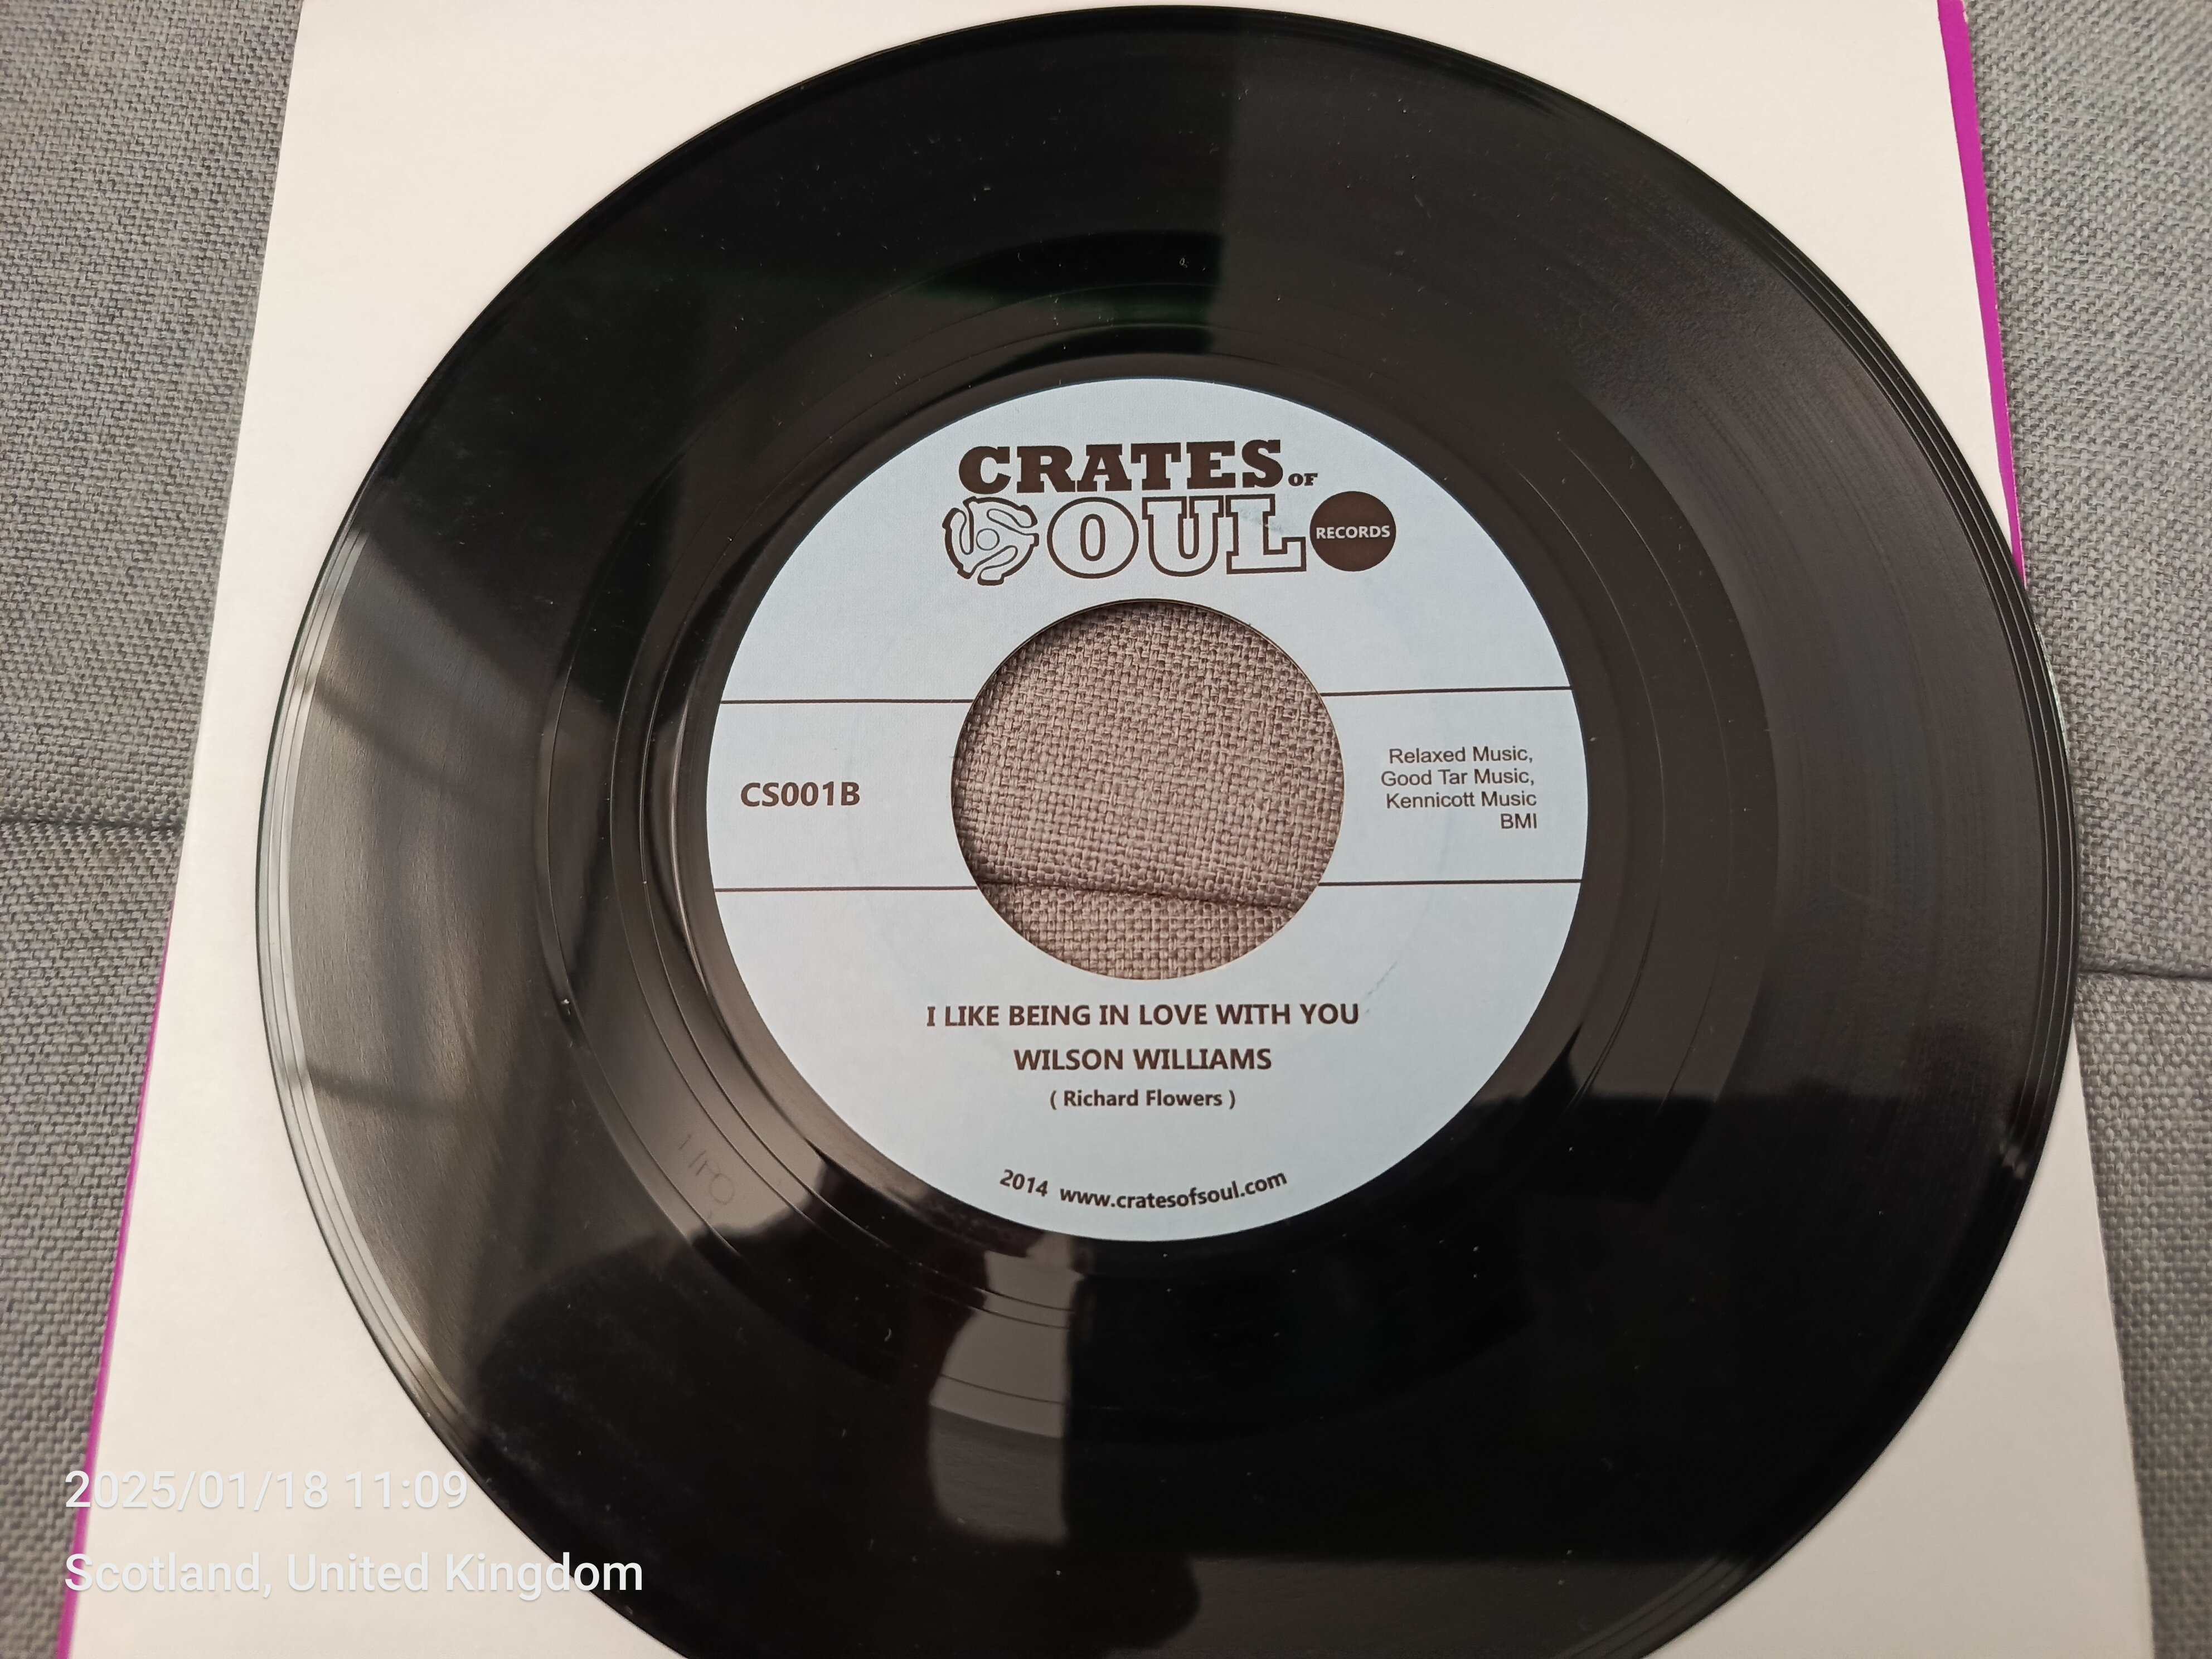 CRATES OF
SOUL RECORDS
CS001B
Relaxed Music,
Good Tar Music,
Kennicott Music
BMI
I LIKE BEING IN LOVE WITH YOU
WILSON WILLIAMS
( Richard Flowers )
2014 www.cratesofsoul.com
2025/01/18 11:09
Scotland, United Kingdom